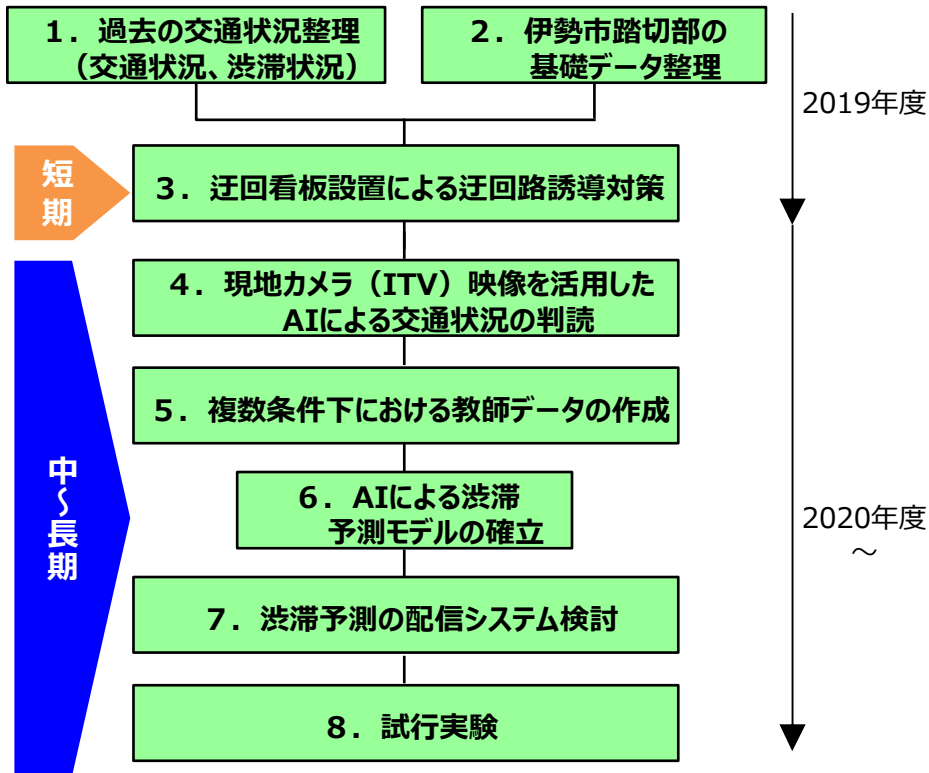 １．過去の交通状況整理
（交通状況、渋滞状況）
２．伊勢市踏切部の
基礎データ整理
2019年度
短期
３．迂回看板設置による迂回路誘導対策
４．現地カメラ（ITV）映像を活用した
AIによる交通状況の判読
５．複数条件下における教師データの作成
中～長期
６．AIによる渋滞
予測モデルの確立
2020年度
～
７．渋滞予測の配信システム検討
８．試行実験